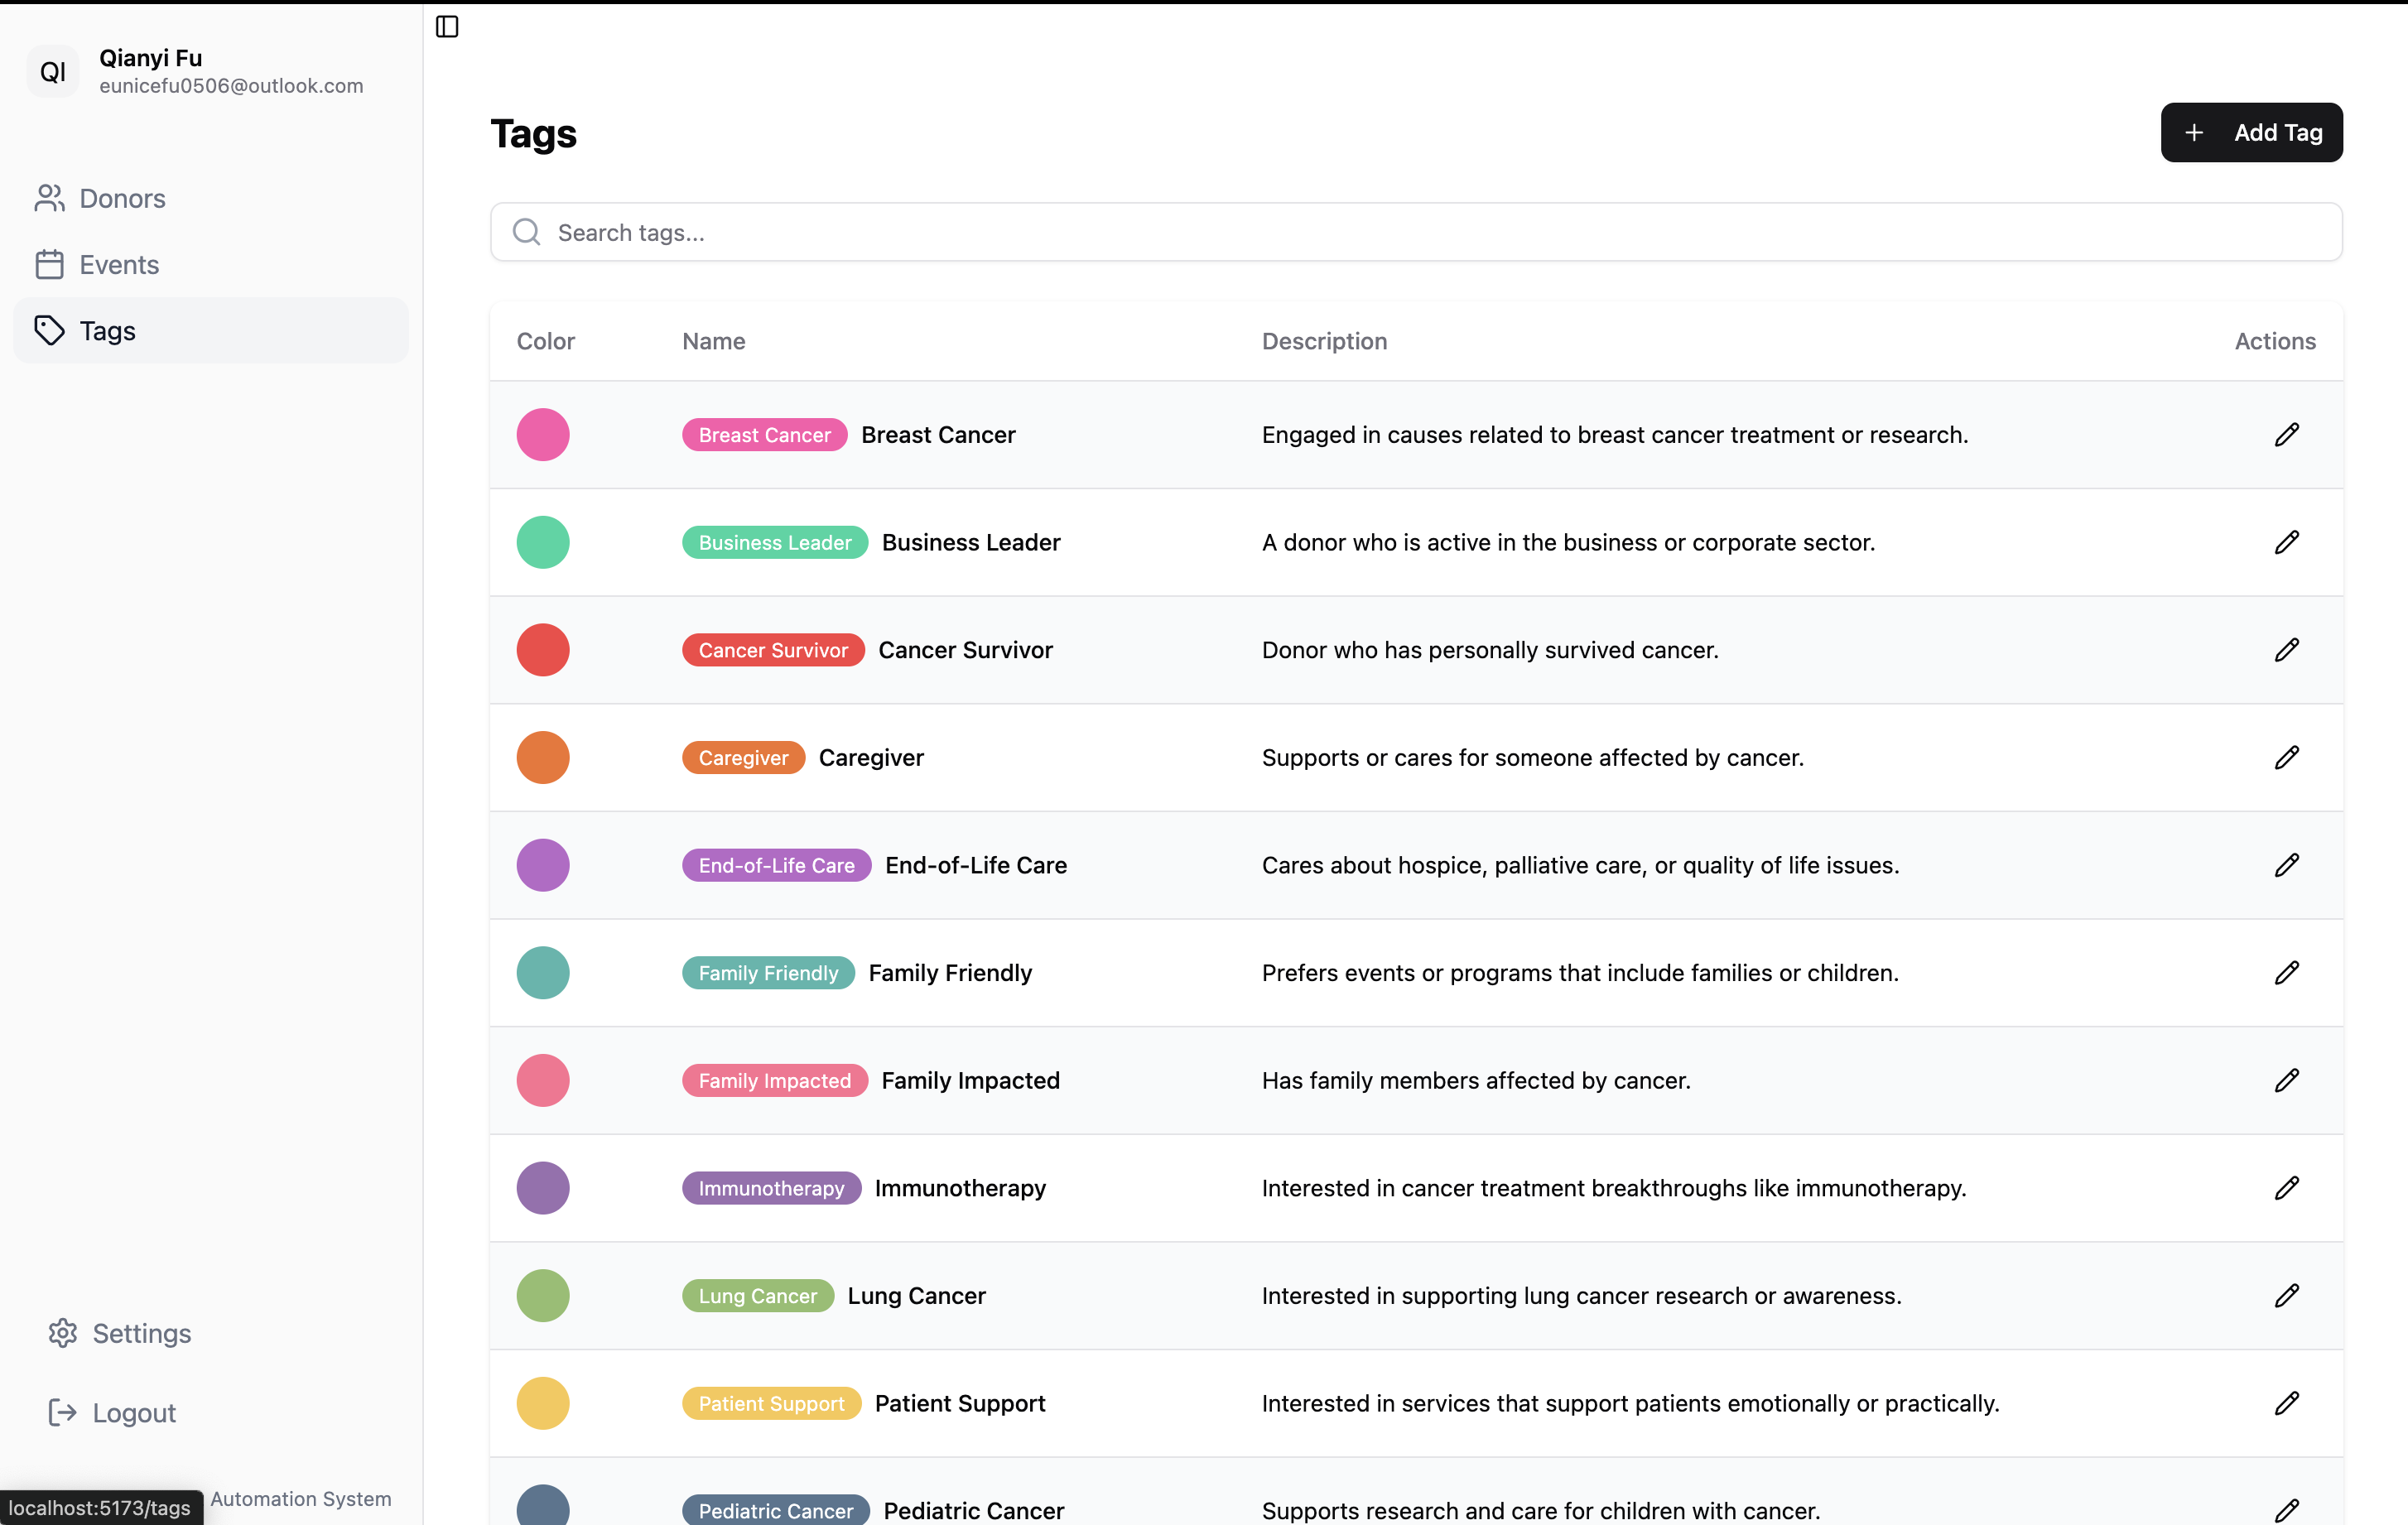 QI
Qianyi Fu
eunicefu0506@outlook.com
Donors
Events
Tags
Settings
Logout
Automation System
localhost:5173/tags
Tags
+ Add Tag
Search tags...
Color Name Description Actions
Breast Cancer Breast Cancer Engaged in causes related to breast cancer treatment or research.
Business Leader Business Leader A donor who is active in the business or corporate sector.
Cancer Survivor Cancer Survivor Donor who has personally survived cancer.
Caregiver Caregiver Supports or cares for someone affected by cancer.
End-of-Life Care End-of-Life Care Cares about hospice, palliative care, or quality of life issues.
Family Friendly Family Friendly Prefers events or programs that include families or children.
Family Impacted Family Impacted Has family members affected by cancer.
Immunotherapy Immunotherapy Interested in cancer treatment breakthroughs like immunotherapy.
Lung Cancer Lung Cancer Interested in supporting lung cancer research or awareness.
Patient Support Patient Support Interested in services that support patients emotionally or practically.
Pediatric Cancer Pediatric Cancer Supports research and care for children with cancer.